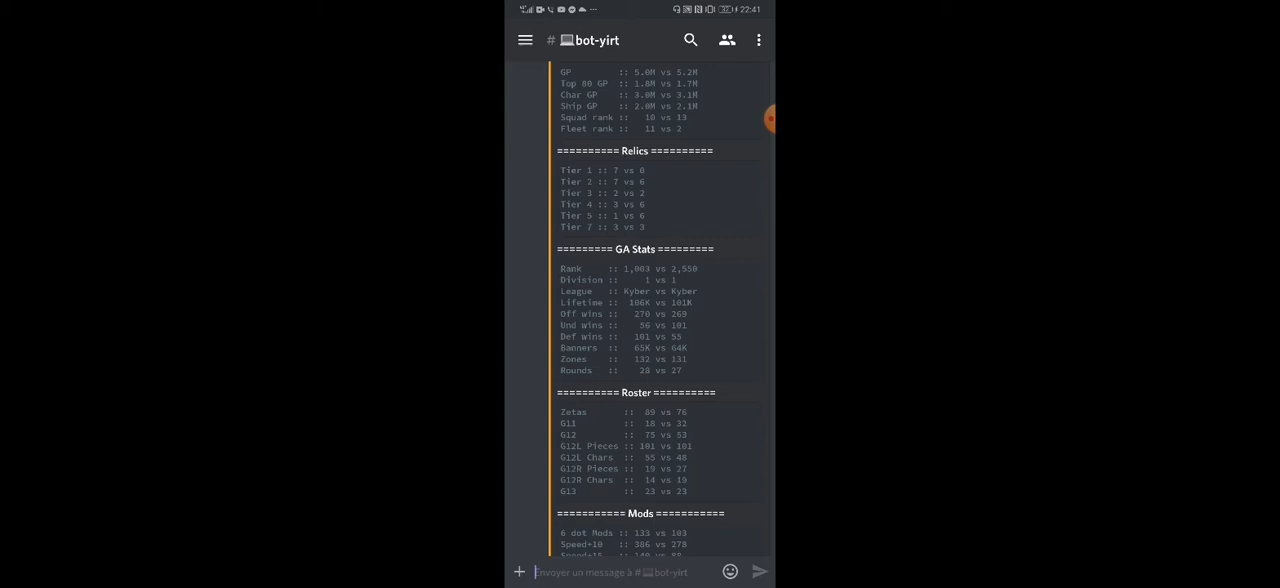 22:41
# 💻bot-yirt
GP :: 5.0M vs 5.2M
Top 80 GP :: 1.8M vs 1.7M
Char GP :: 3.0M vs 3.1M
Ship GP :: 2.0M vs 2.1M
Squad rank :: 10 vs 13
Fleet rank :: 11 vs 2
========== Relics ==========
Tier 1 :: 7 vs 0
Tier 2 :: 7 vs 6
Tier 3 :: 2 vs 2
Tier 4 :: 3 vs 6
Tier 5 :: 1 vs 6
Tier 7 :: 3 vs 3
========= GA Stats =========
Rank :: 1,003 vs 2,550
Division :: 1 vs 1
League :: Kyber vs Kyber
Lifetime :: 106K vs 101K
Off wins :: 270 vs 269
Und wins :: 56 vs 101
Def wins :: 101 vs 55
Banners :: 65K vs 64K
Zones :: 132 vs 131
Rounds :: 28 vs 27
========== Roster ==========
Zetas :: 89 vs 76
G11 :: 18 vs 32
G12 :: 75 vs 53
G12L Pieces :: 101 vs 101
G12L Chars :: 55 vs 48
G12R Pieces :: 19 vs 27
G12R Chars :: 14 vs 19
G13 :: 23 vs 23
=========== Mods ===========
6 dot Mods :: 133 vs 103
Speed+10 :: 386 vs 278
Envoyer un message à #💻bot-yirt